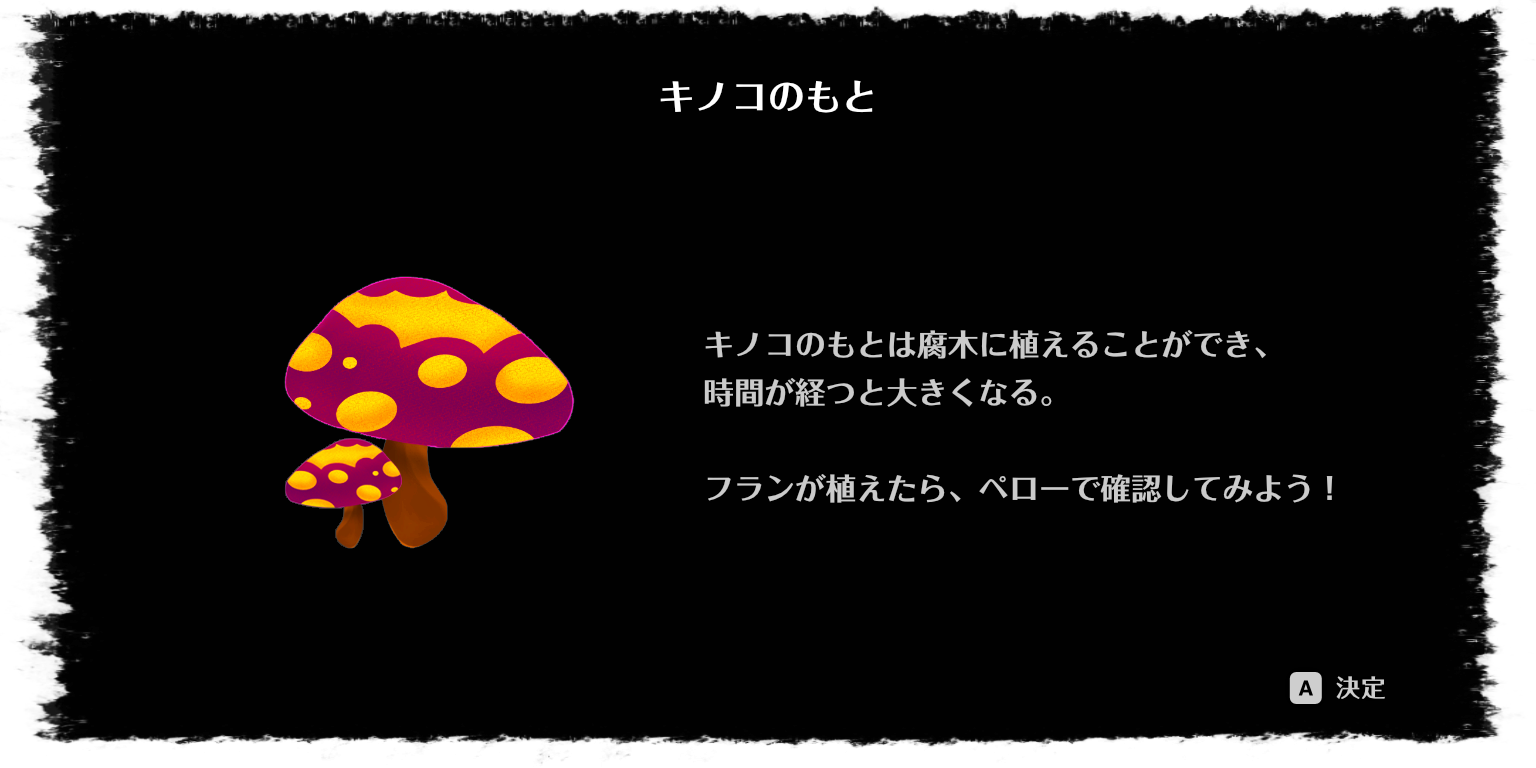 キノコのもと
キノコのもとは腐木に植えることができ、
時間が経つと大きくなる。
フランが植えたら、ペローで確認してみよう！
A 決定